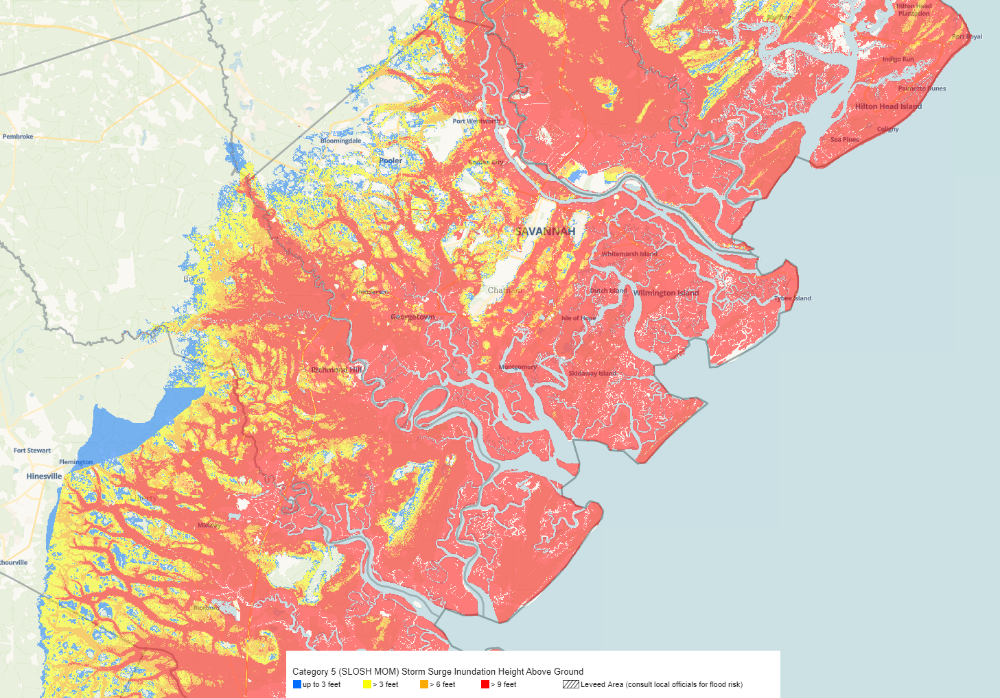 Hilton Head
Plantation
Bluffton
Port Royal
Indigo Run
Palmetto Dunes
Hilton Head Island
Port Wentworth
Coligny
Pembroke
Bloomingdale
Sea Pines
Pooler
Garden City
SAVANNAH
Whitemarsh Island
Bryan
Chatham
Henderson
Dutch Island
Wilmington Island
Tybee Island
Georgetown
Isle of Hope
Richmond Hill
Montgomery
Skidaway Island
Fort Stewart
Flemington
Hinesville
Liberty
Midway
thourville
Riceboro
Category 5 (SLOSH MOM) Storm Surge Inundation Height Above Ground
up to 3 feet > 3 feet > 6 feet > 9 feet Leveed Area (consult local officials for flood risk)